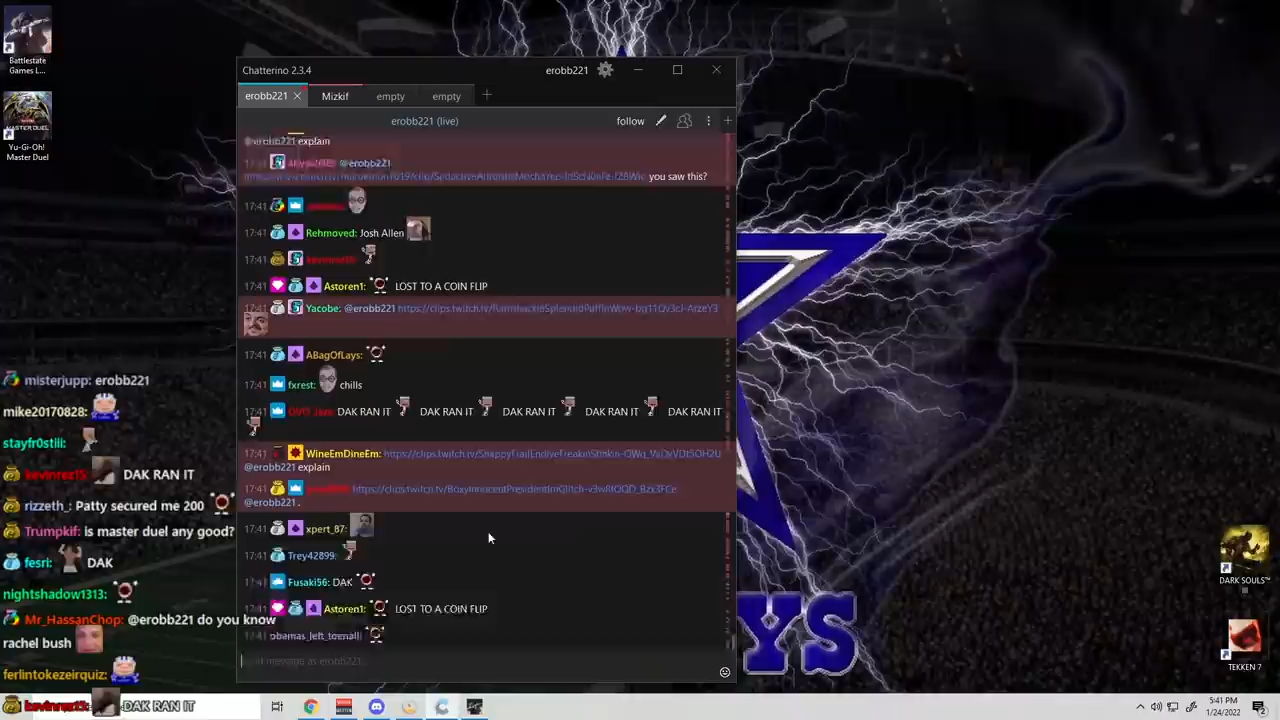 Battlestate
Games L...
Yu-Gi-Oh!
Master Duel
Chatterino 2.3.4
erobb221
erobb221
Mizkif
empty
empty
erobb221 (live)
follow
explain
@erobb221
you saw this?
17:41
17:41 Rehmoved: Josh Allen
17:41 kevinrez15:
17:41 Astoren1: LOST TO A COIN FLIP
17:41 Yacobe: @erobb221
17:41 ABagOfLays:
17:41 fxrest: chills
17:41 DAK RAN IT DAK RAN IT DAK RAN IT DAK RAN IT DAK RAN IT
17:41 WineEmDineEm:
@erobb221 explain
17:41
@erobb221 .
17:41 xpert_87:
17:41 Trey42899:
17:41 Fusaki56: DAK
17:41 Astoren1: LOST TO A COIN FLIP
obamas_left_toenail:
message as erobb221
misterjupp: erobb221
mike20170828:
stayfr0stiii:
kevinrez15: DAK RAN IT
rizzeth_: Patty secured me 200
Trumpkif: is master duel any good?
fesri: DAK
nightshadow1313:
Mr_HassanChop: @erobb221 do you know
rachel bush
ferlintokezeirquiz:
kevinrez15: DAK RAN IT
YS
DARK SOULS™
TEKKEN 7
5:41 PM
1/24/2022
2